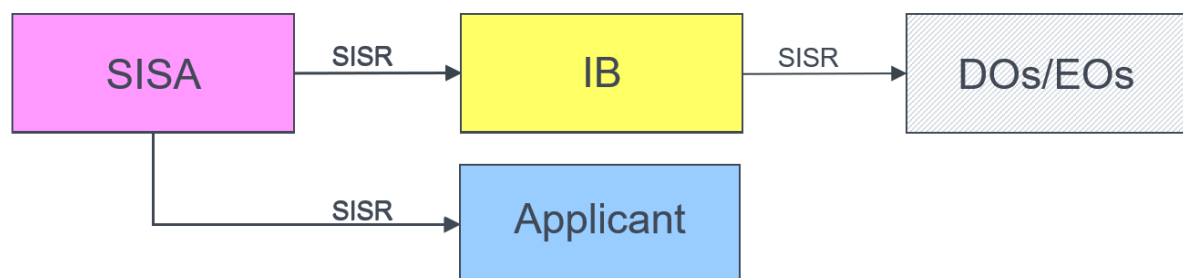 SISA
SISR
IB
SISR
DOs/EOs
SISR
Applicant